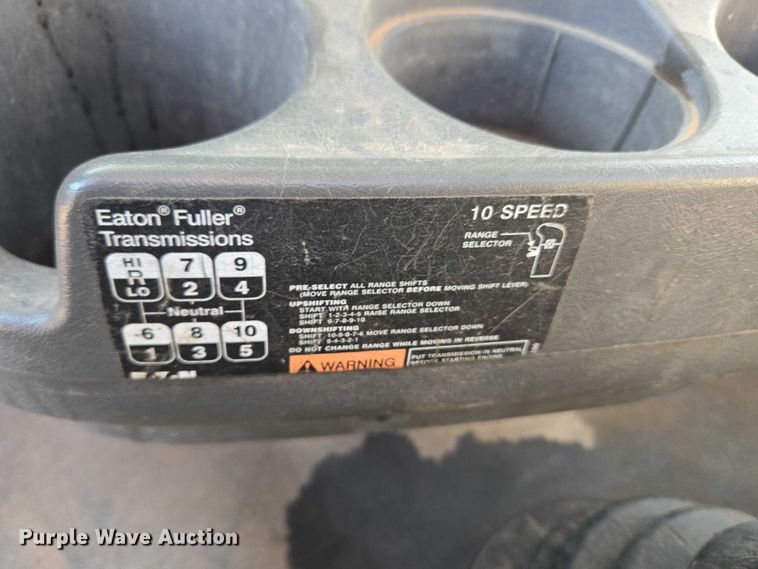 Eaton® Fuller®
Transmissions
10 SPEED
RANGE
SELECTOR
HI 7 9
R 2 4
LO
Neutral
6 8 10
1 3 5
PRE-SELECT ALL RANGE SHIFTS
(MOVE RANGE SELECTOR BEFORE MOVING SHIFT LEVER)
UPSHIFTING
START WITH RANGE SELECTOR DOWN
SHIFT 1-2-3-4-5 RAISE RANGE SELECTOR
SHIFT 6-7-8-9-10
DOWNSHIFTING
SHIFT 10-9-8-7-6 MOVE RANGE SELECTOR DOWN
SHIFT 5-4-3-2-1
DO NOT CHANGE RANGE WHILE MOVING IN REVERSE
WARNING
PUT TRANSMISSION IN NEUTRAL
BEFORE STARTING ENGINE
Purple Wave Auction